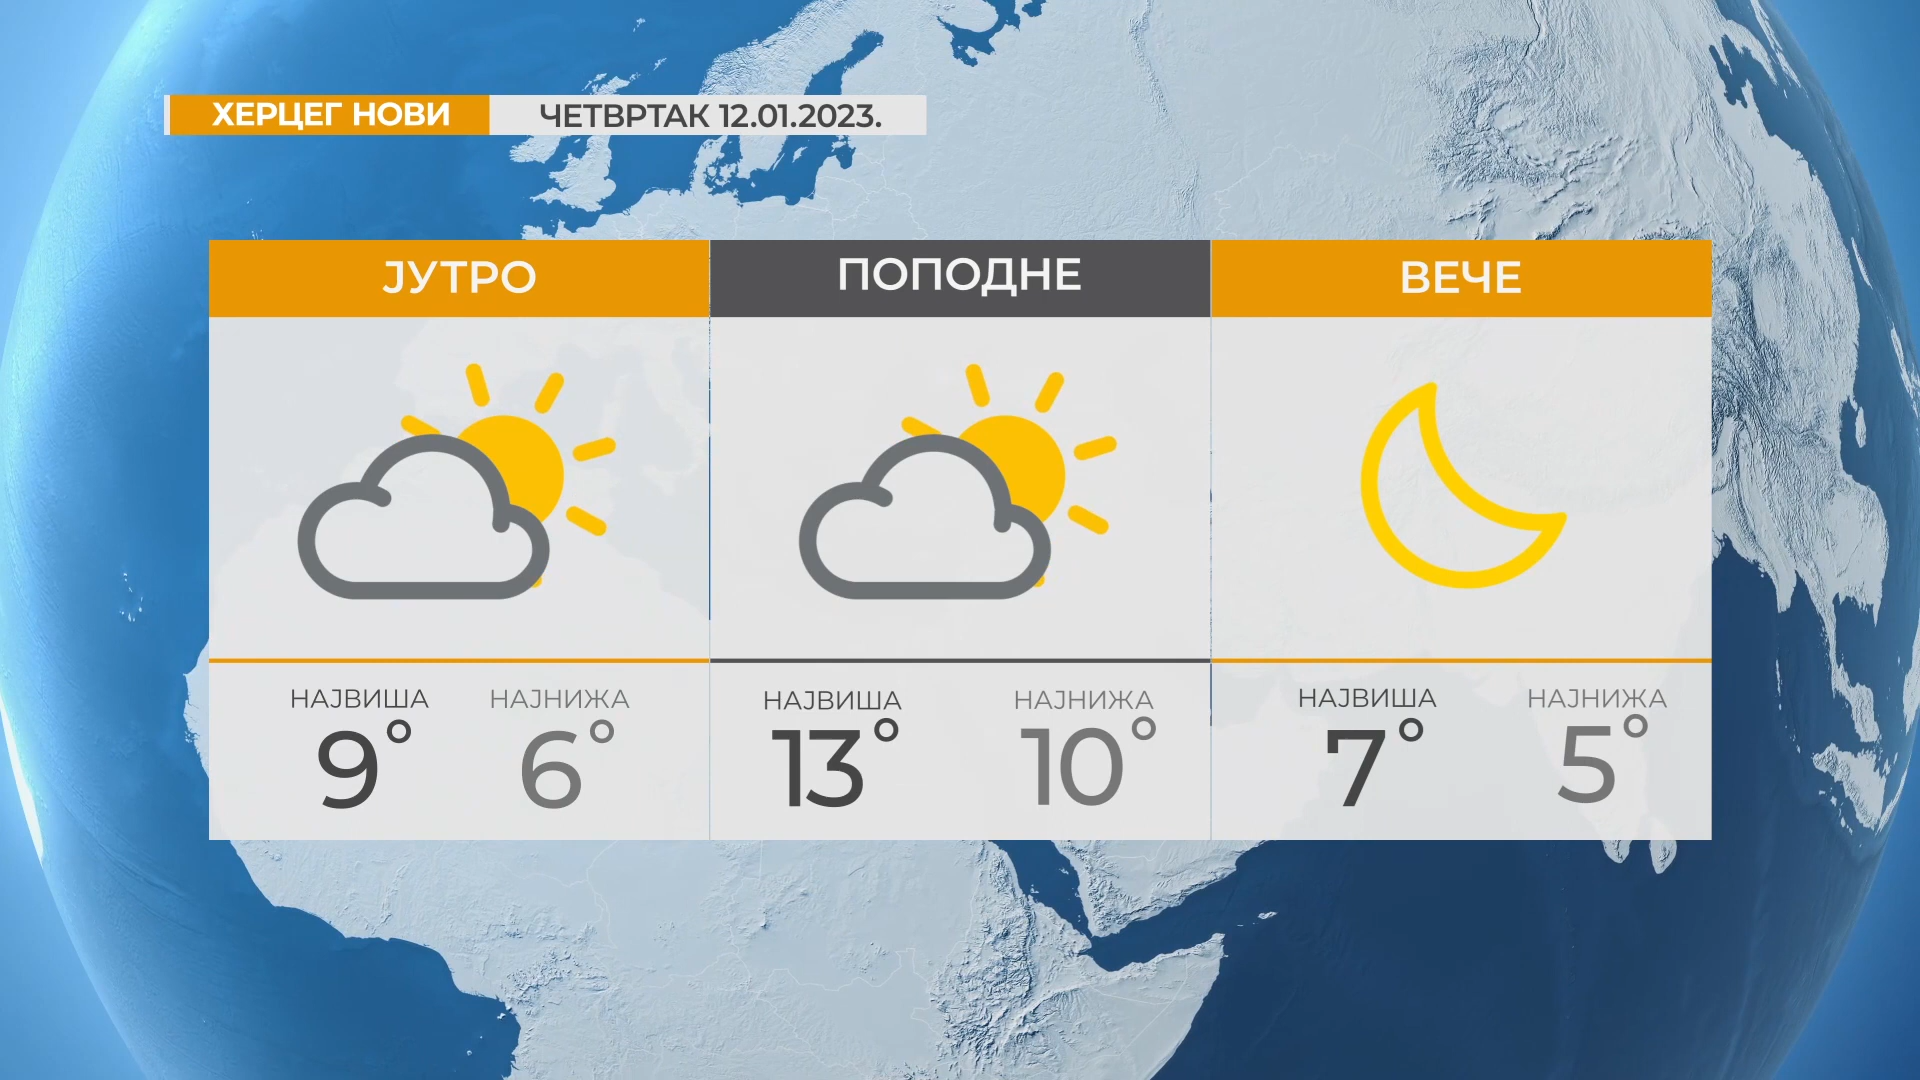 ХЕРЦЕГ НОВИ
ЧЕТВРТАК 12.01.2023.
ЈУТРО
НАЈВИША НАЈНИЖА
9° 6°
ПОПОДНЕ
НАЈВИША НАЈНИЖА
13° 10°
ВЕЧЕ
НАЈВИША НАЈНИЖА
7° 5°